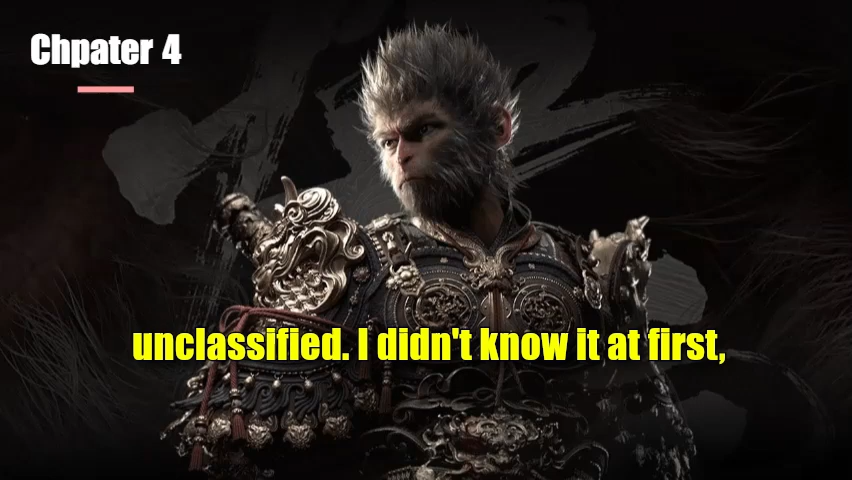 Chpater 4
unclassified. I didn't know it at first,